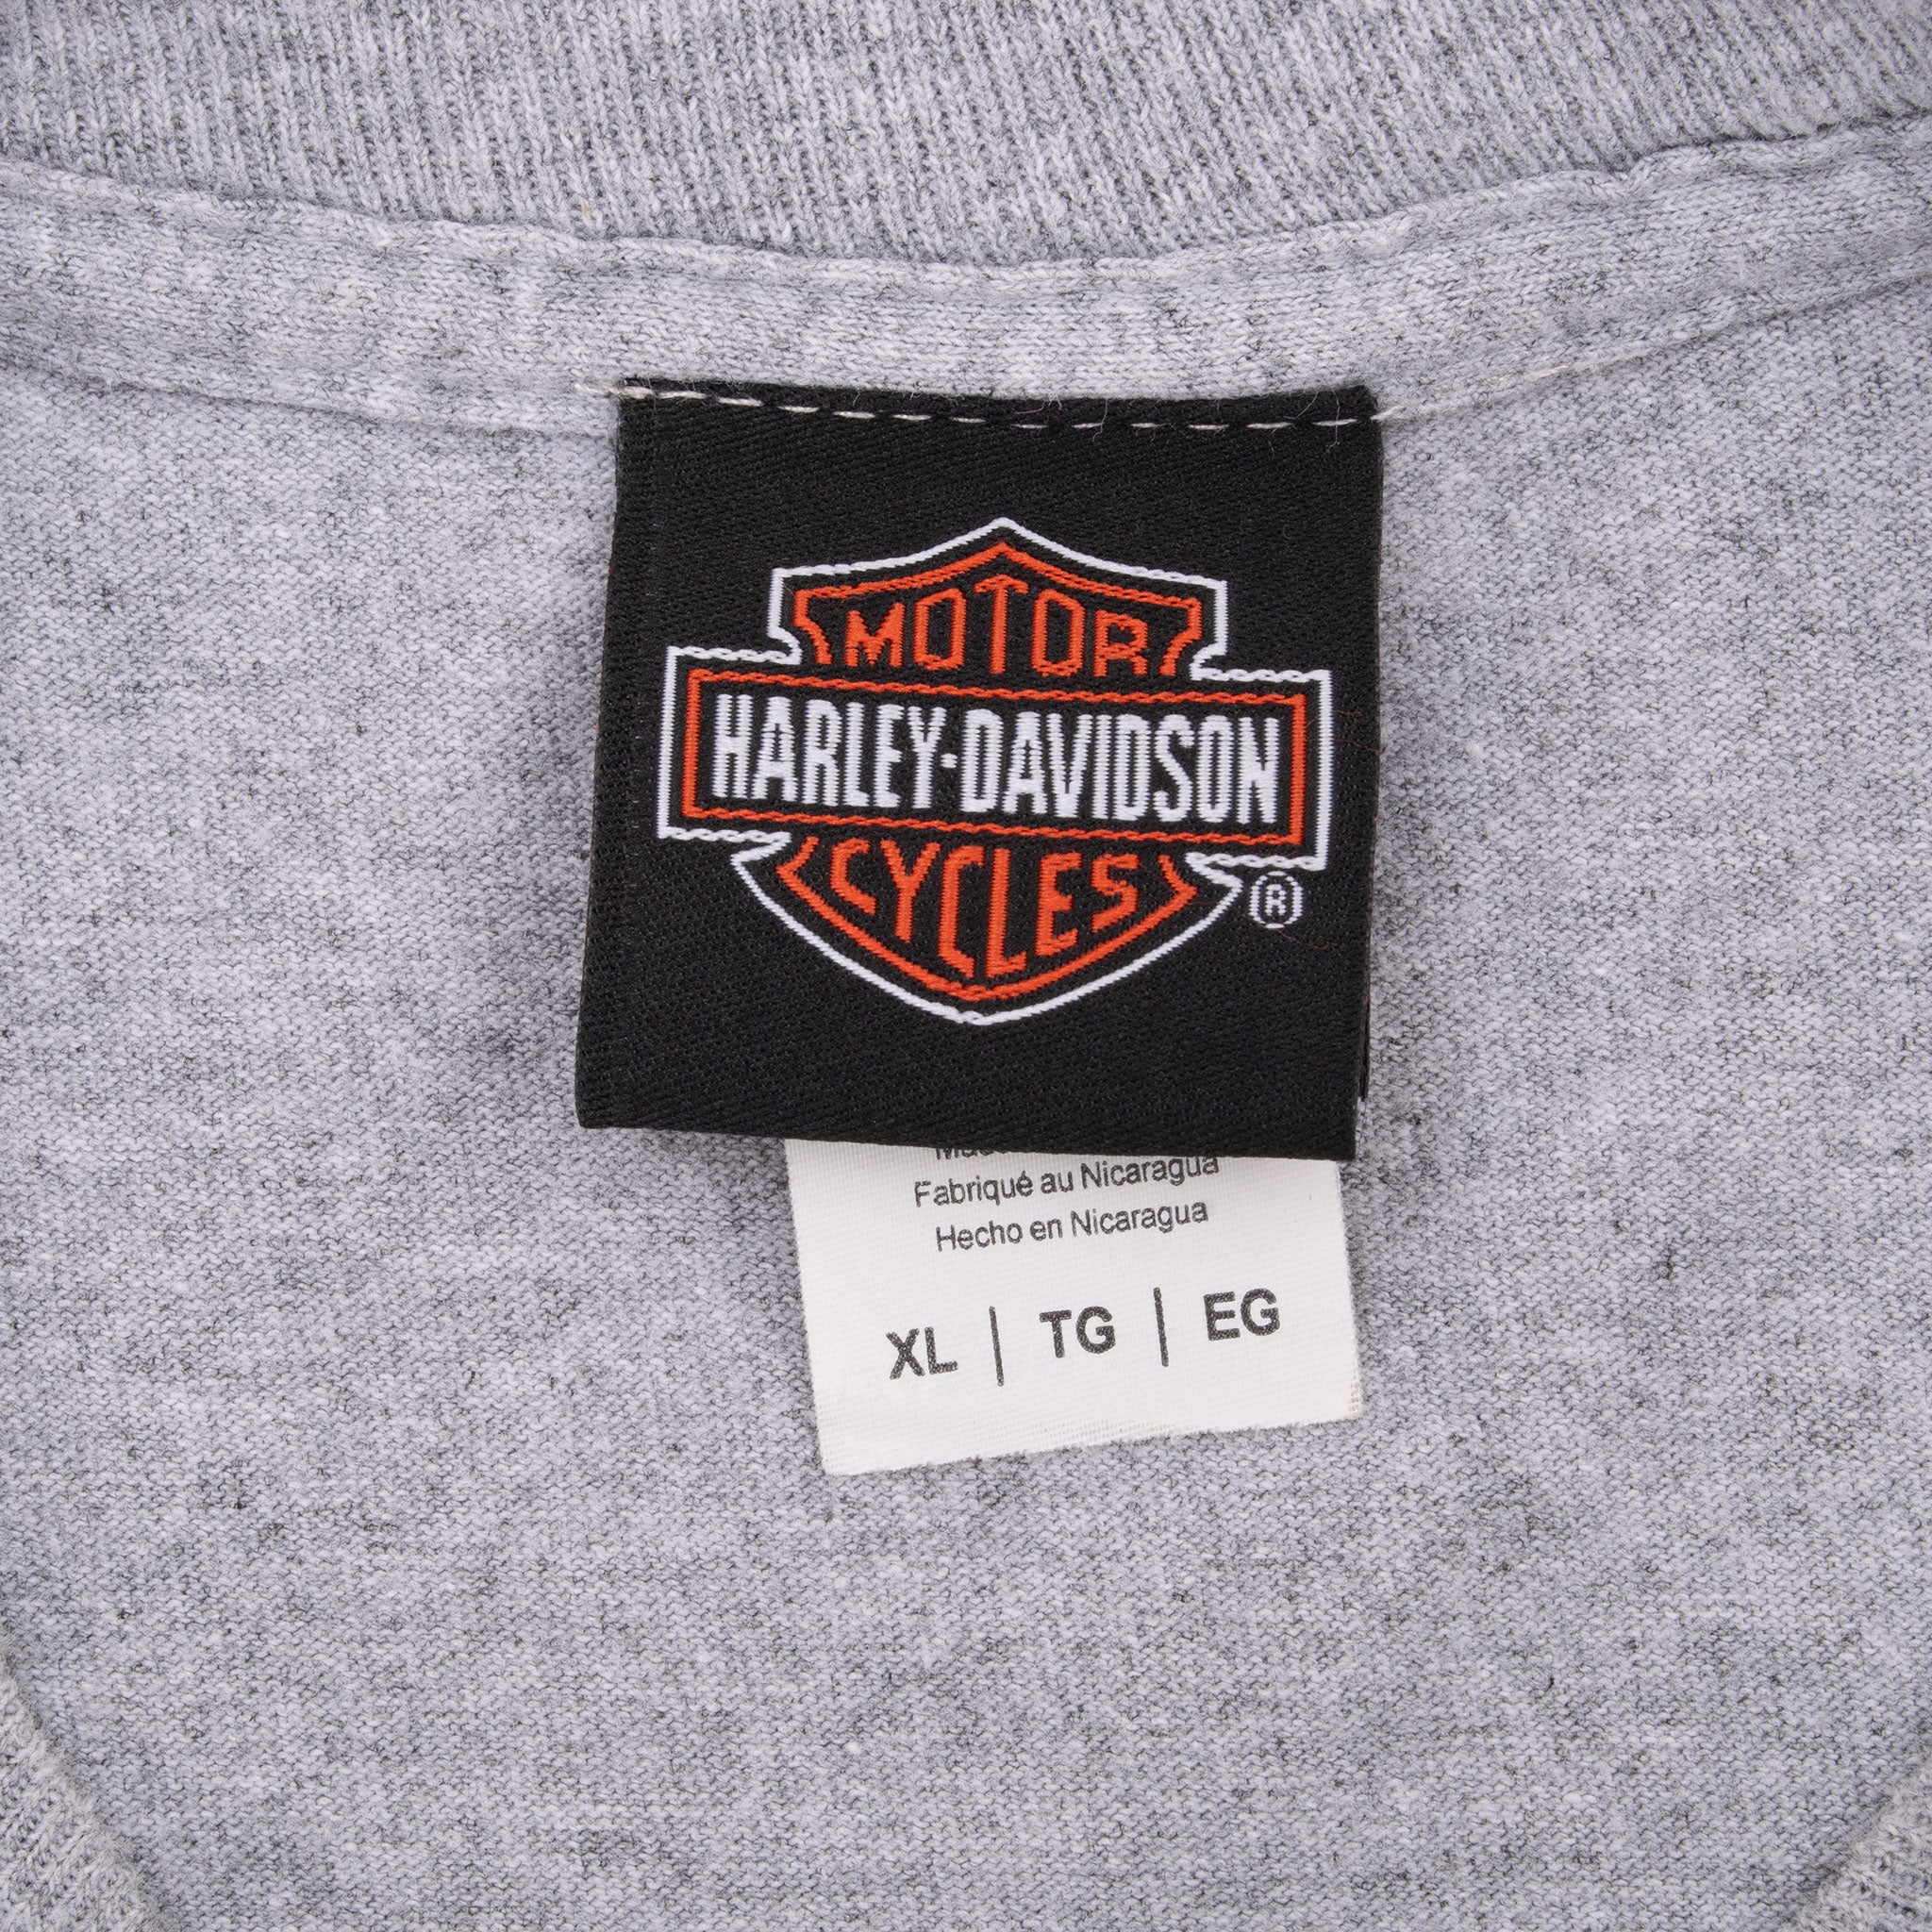 MOTOR
HARLEY-DAVIDSON
CYCLES
®
Fabriqué au Nicaragua
Hecho en Nicaragua
XL | TG | EG